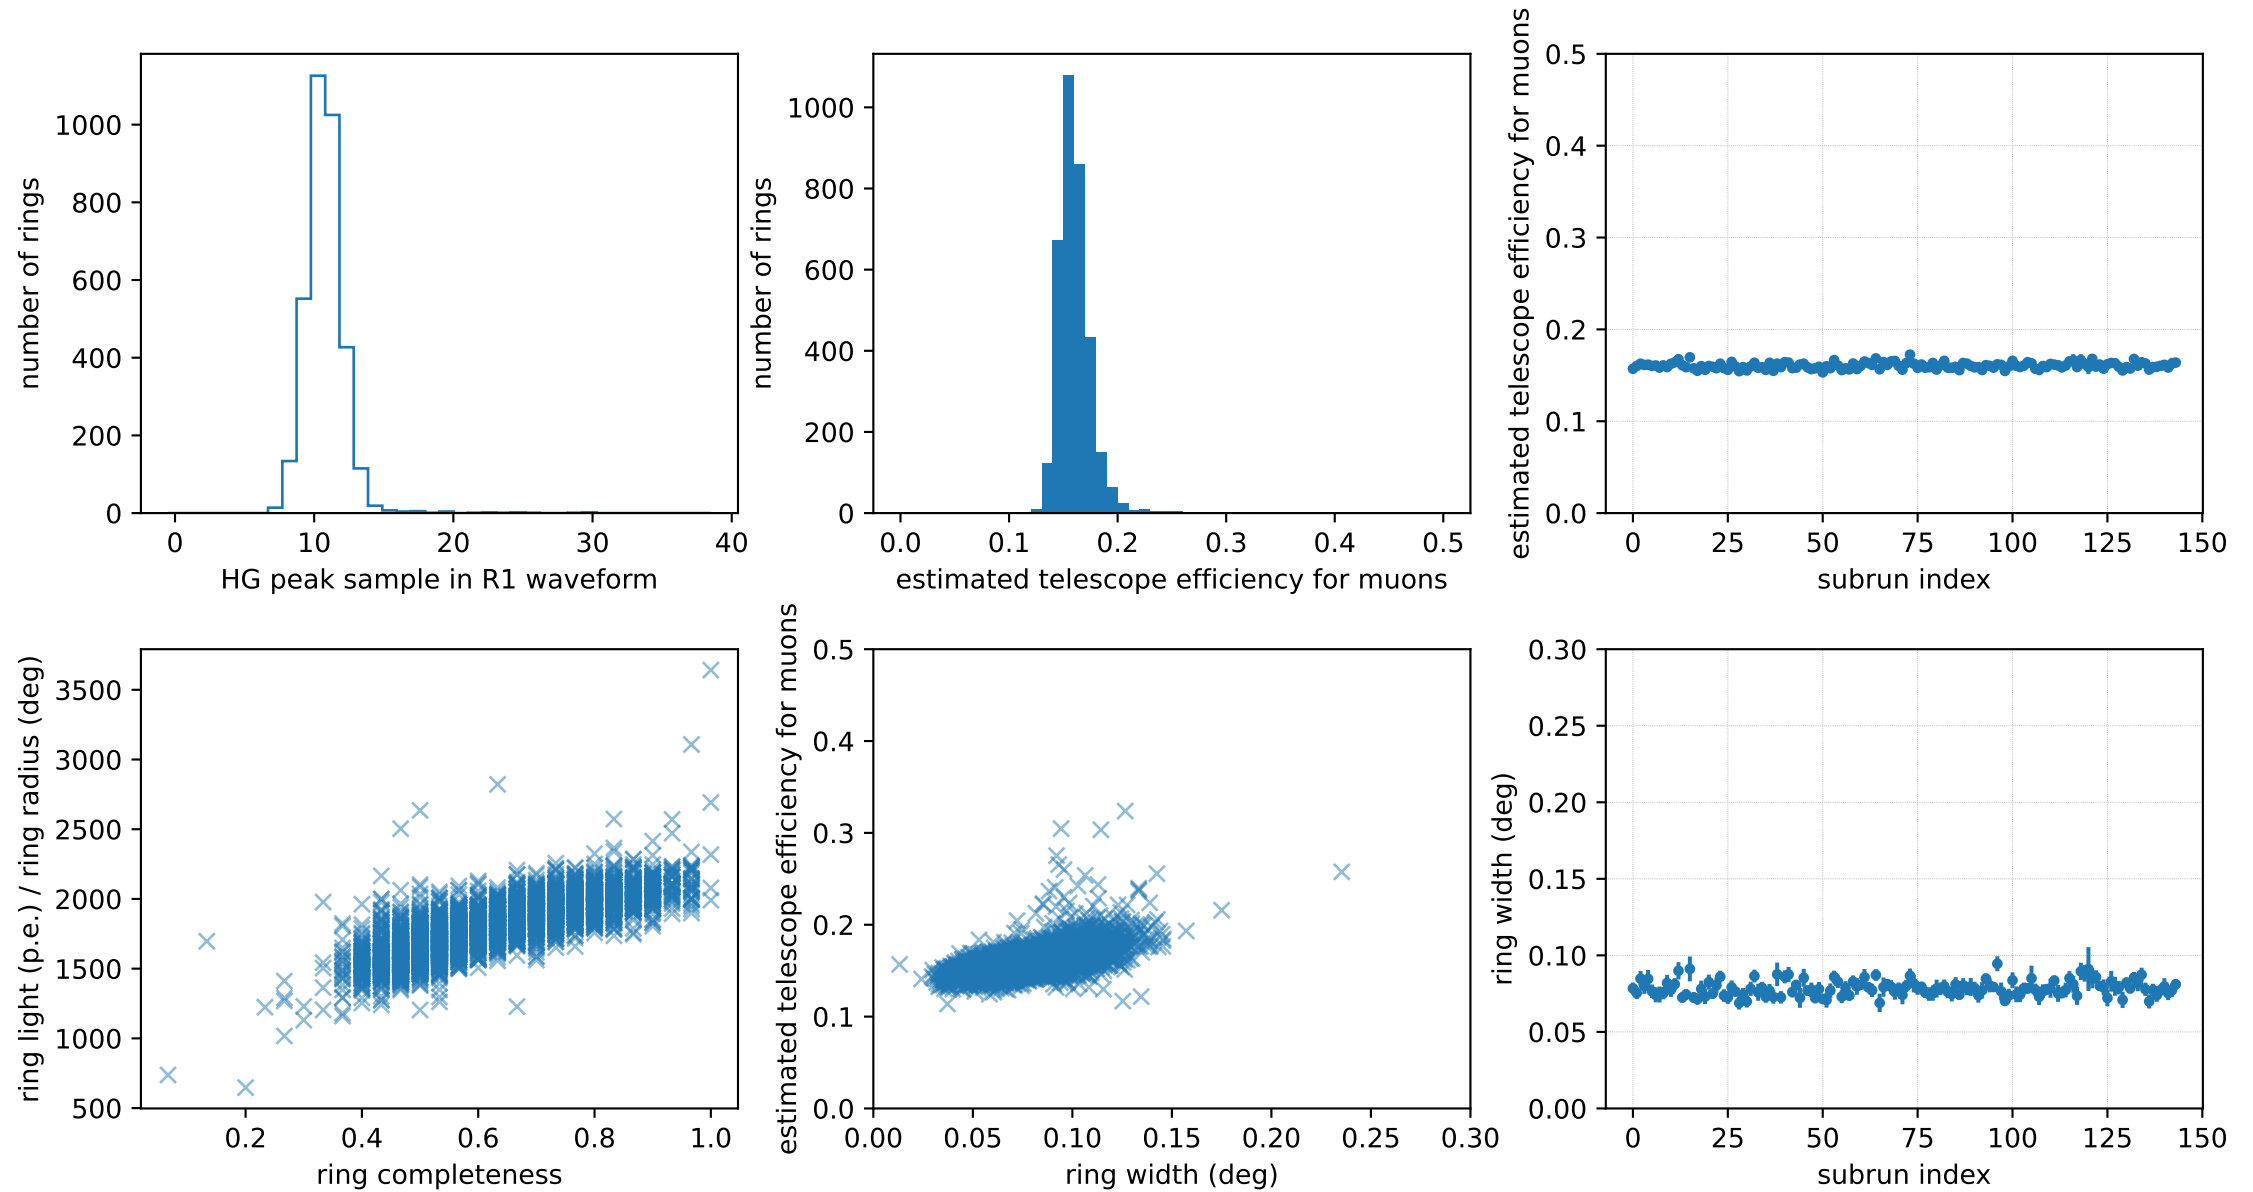 number of rings
1000
800
600
400
200
0
0 10 20 30 40
HG peak sample in R1 waveform
number of rings
1000
800
600
400
200
0
0.0 0.1 0.2 0.3 0.4 0.5
estimated telescope efficiency for muons
estimated telescope efficiency for muons
0.5
0.4
0.3
0.2
0.1
0.0
0 25 50 75 100 125 150
subrun index
ring light (p.e.) / ring radius (deg)
3500
3000
2500
2000
1500
1000
500
0.2 0.4 0.6 0.8 1.0
ring completeness
estimated telescope efficiency for muons
0.5
0.4
0.3
0.2
0.1
0.0
0.00 0.05 0.10 0.15 0.20 0.25 0.30
ring width (deg)
ring width (deg)
0.30
0.25
0.20
0.15
0.10
0.05
0.00
0 25 50 75 100 125 150
subrun index